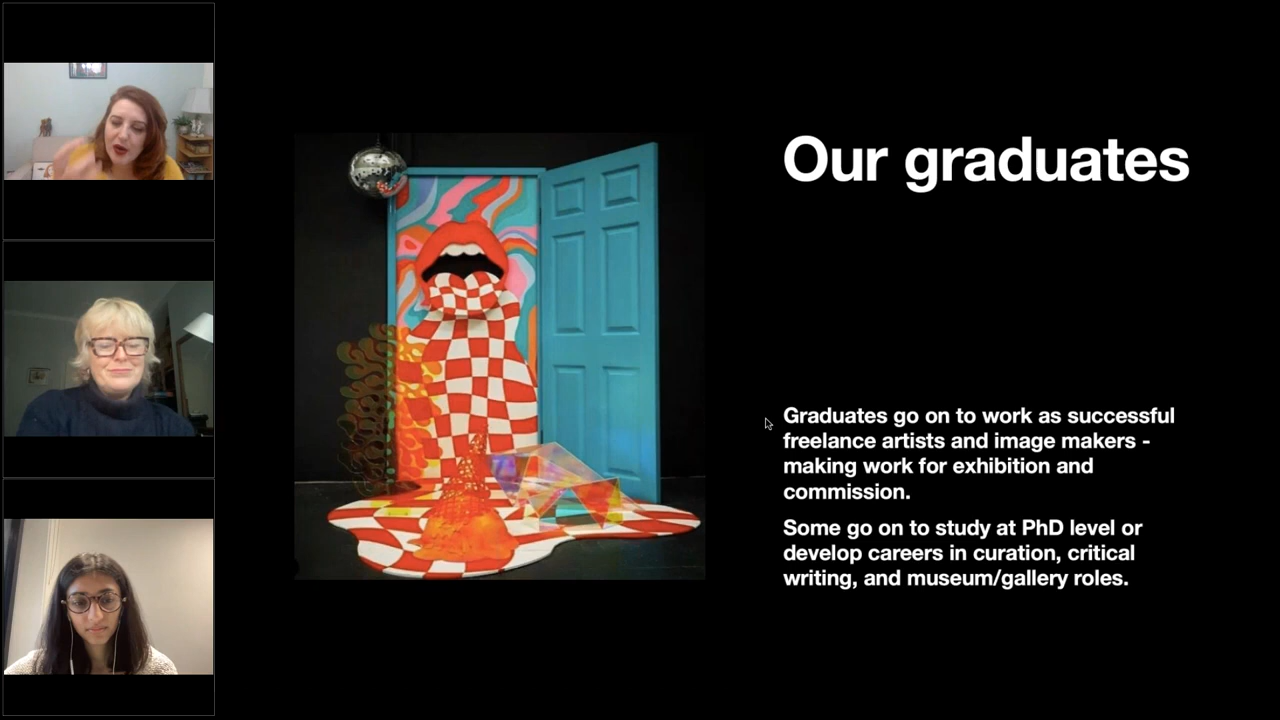 Our graduates
Graduates go on to work as successful
freelance artists and image makers -
making work for exhibition and
commission.
Some go on to study at PhD level or
develop careers in curation, critical
writing, and museum/gallery roles.